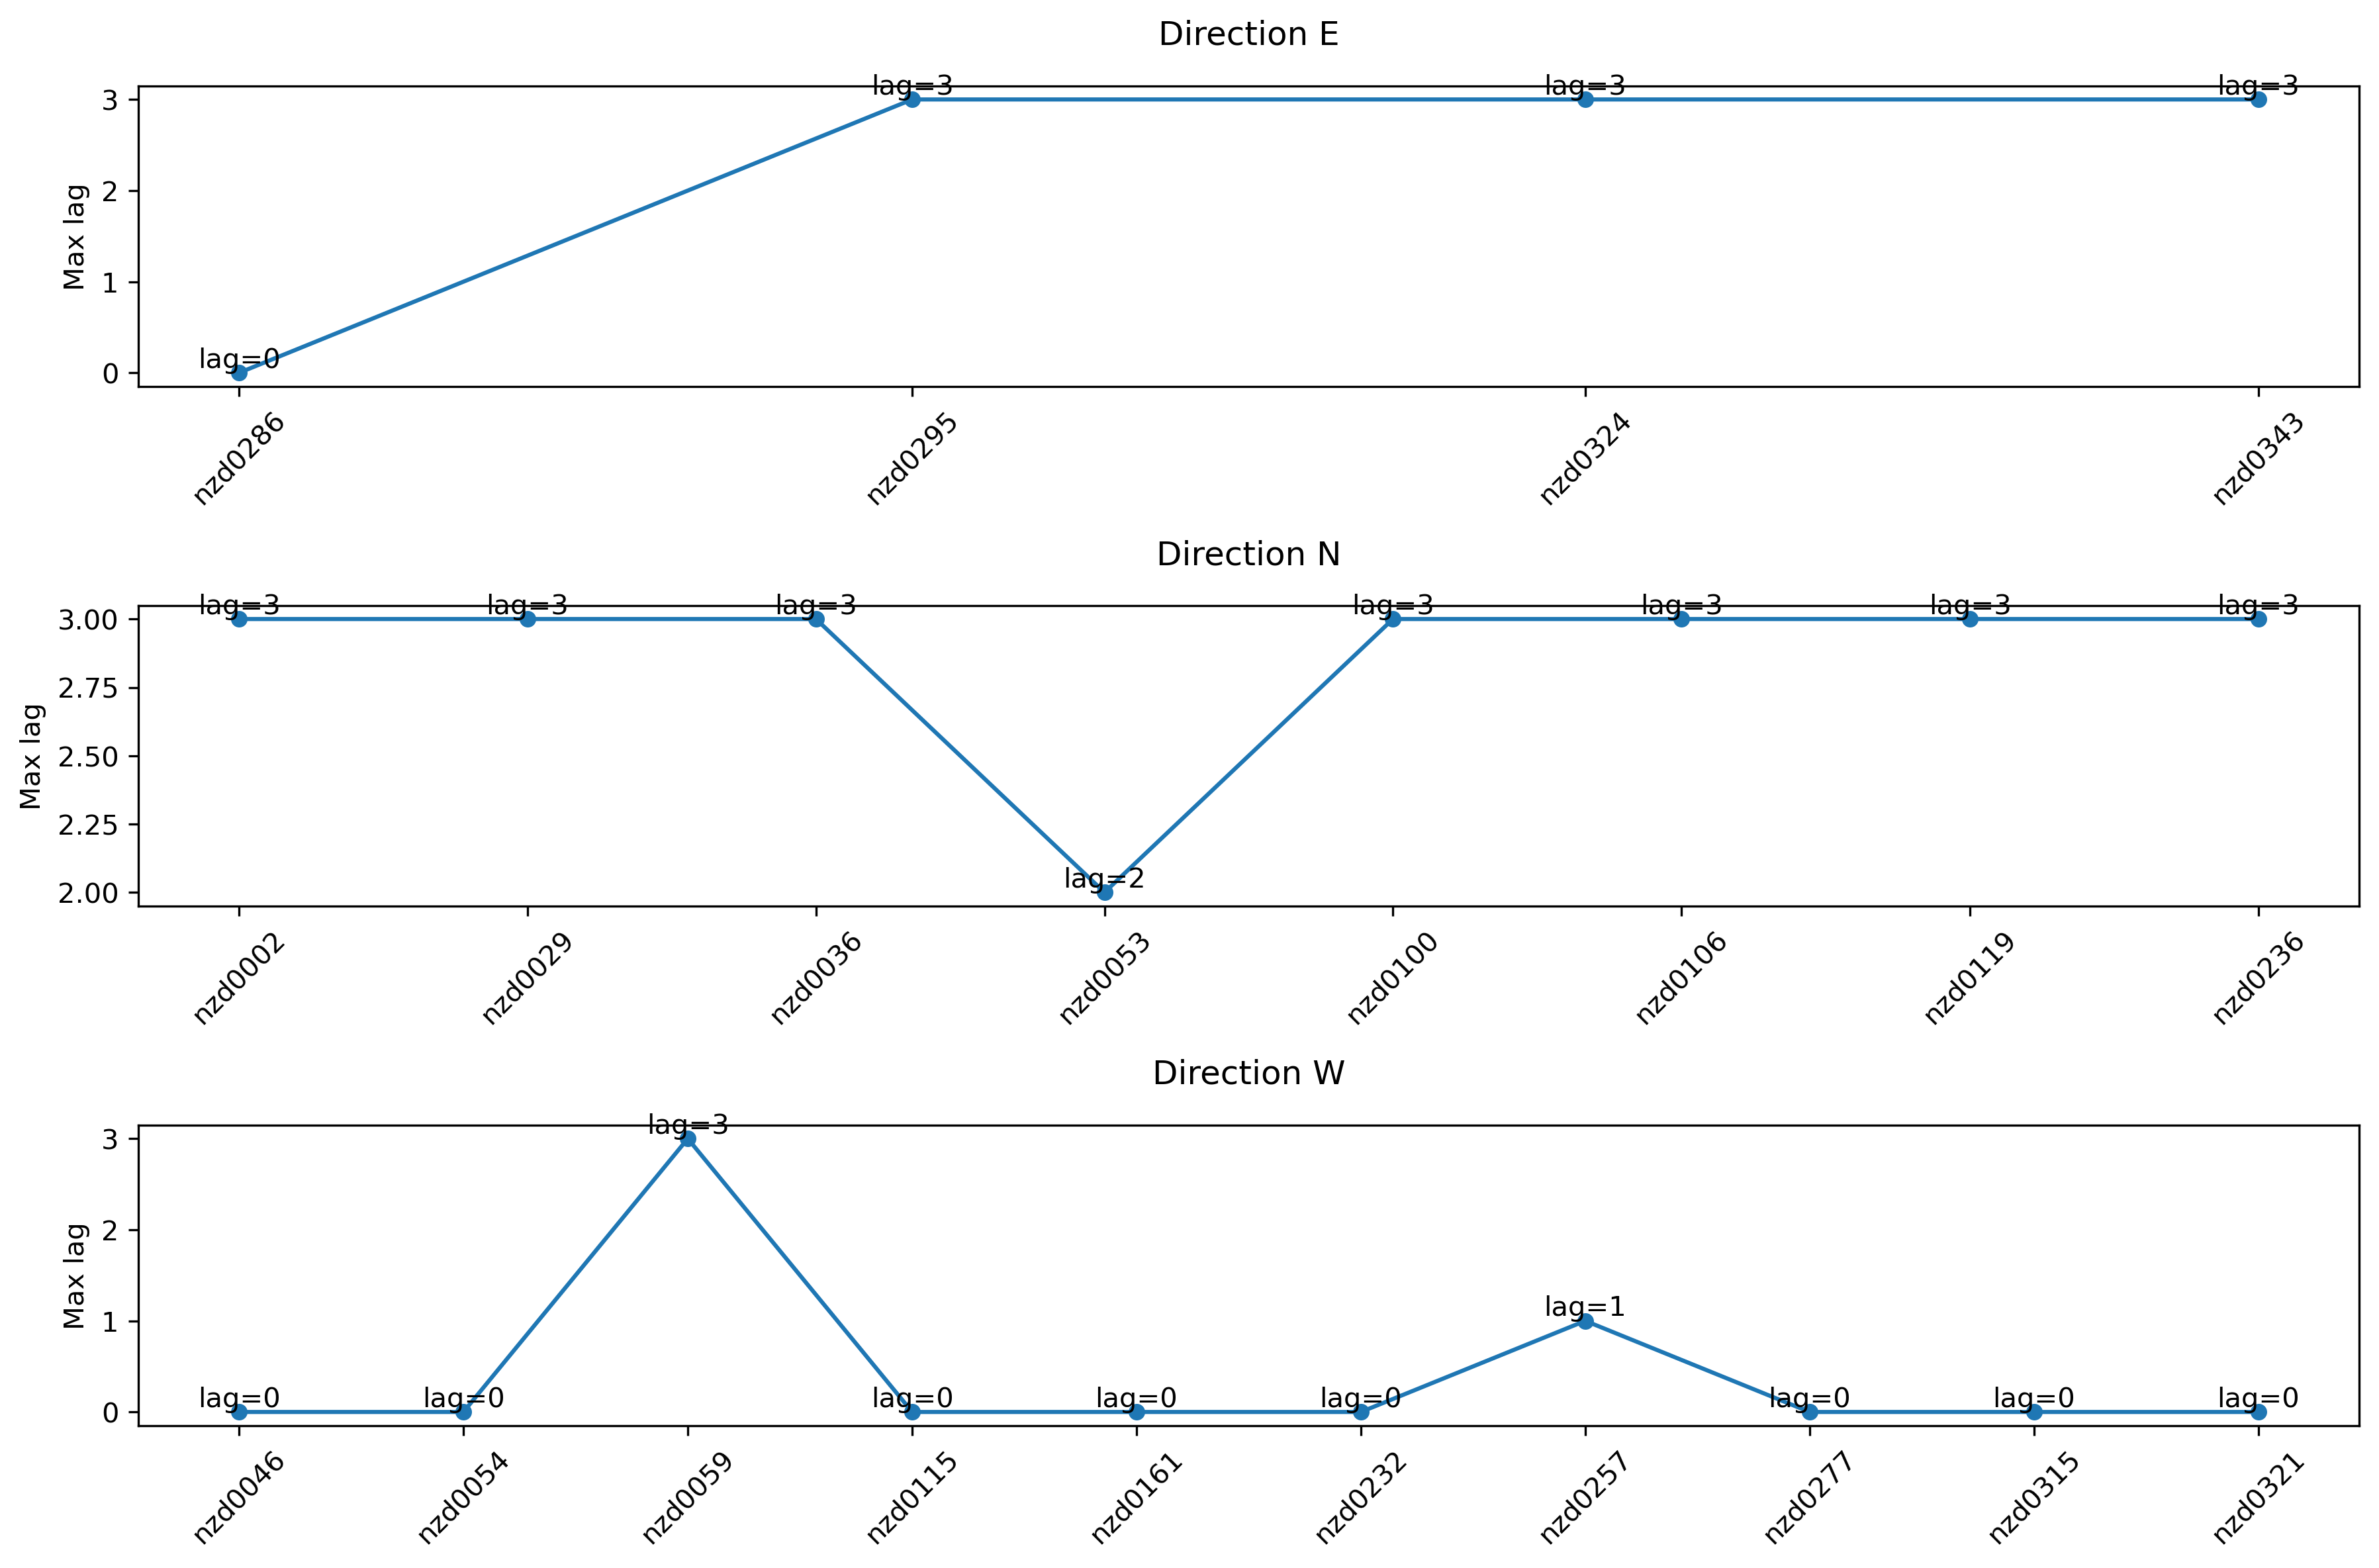 Direction E
Max lag
3
2
1
0
lag=0
lag=3
lag=3
lag=3
nzd0286
nzd0295
nzd0324
nzd0343
Direction N
Max lag
3.00
2.75
2.50
2.25
2.00
lag=3
lag=3
lag=3
lag=2
lag=3
lag=3
lag=3
lag=3
nzd0002
nzd0029
nzd0036
nzd0053
nzd0100
nzd0106
nzd0119
nzd0236
Direction W
Max lag
3
2
1
0
lag=0
lag=0
lag=3
lag=0
lag=0
lag=0
lag=1
lag=0
lag=0
lag=0
nzd0046
nzd0054
nzd0059
nzd0115
nzd0161
nzd0232
nzd0257
nzd0277
nzd0315
nzd0321